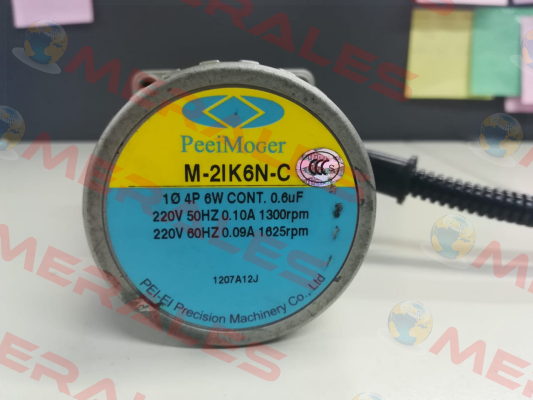 PeeiMoger
M-2IK6N-C
1Ø 4P 6W CONT. 0.6uF
220V 50HZ 0.10A 1300rpm
220V 60HZ 0.09A 1625rpm
1207A12J
PEI-EI Precision Machinery Co., Ltd
MERALES